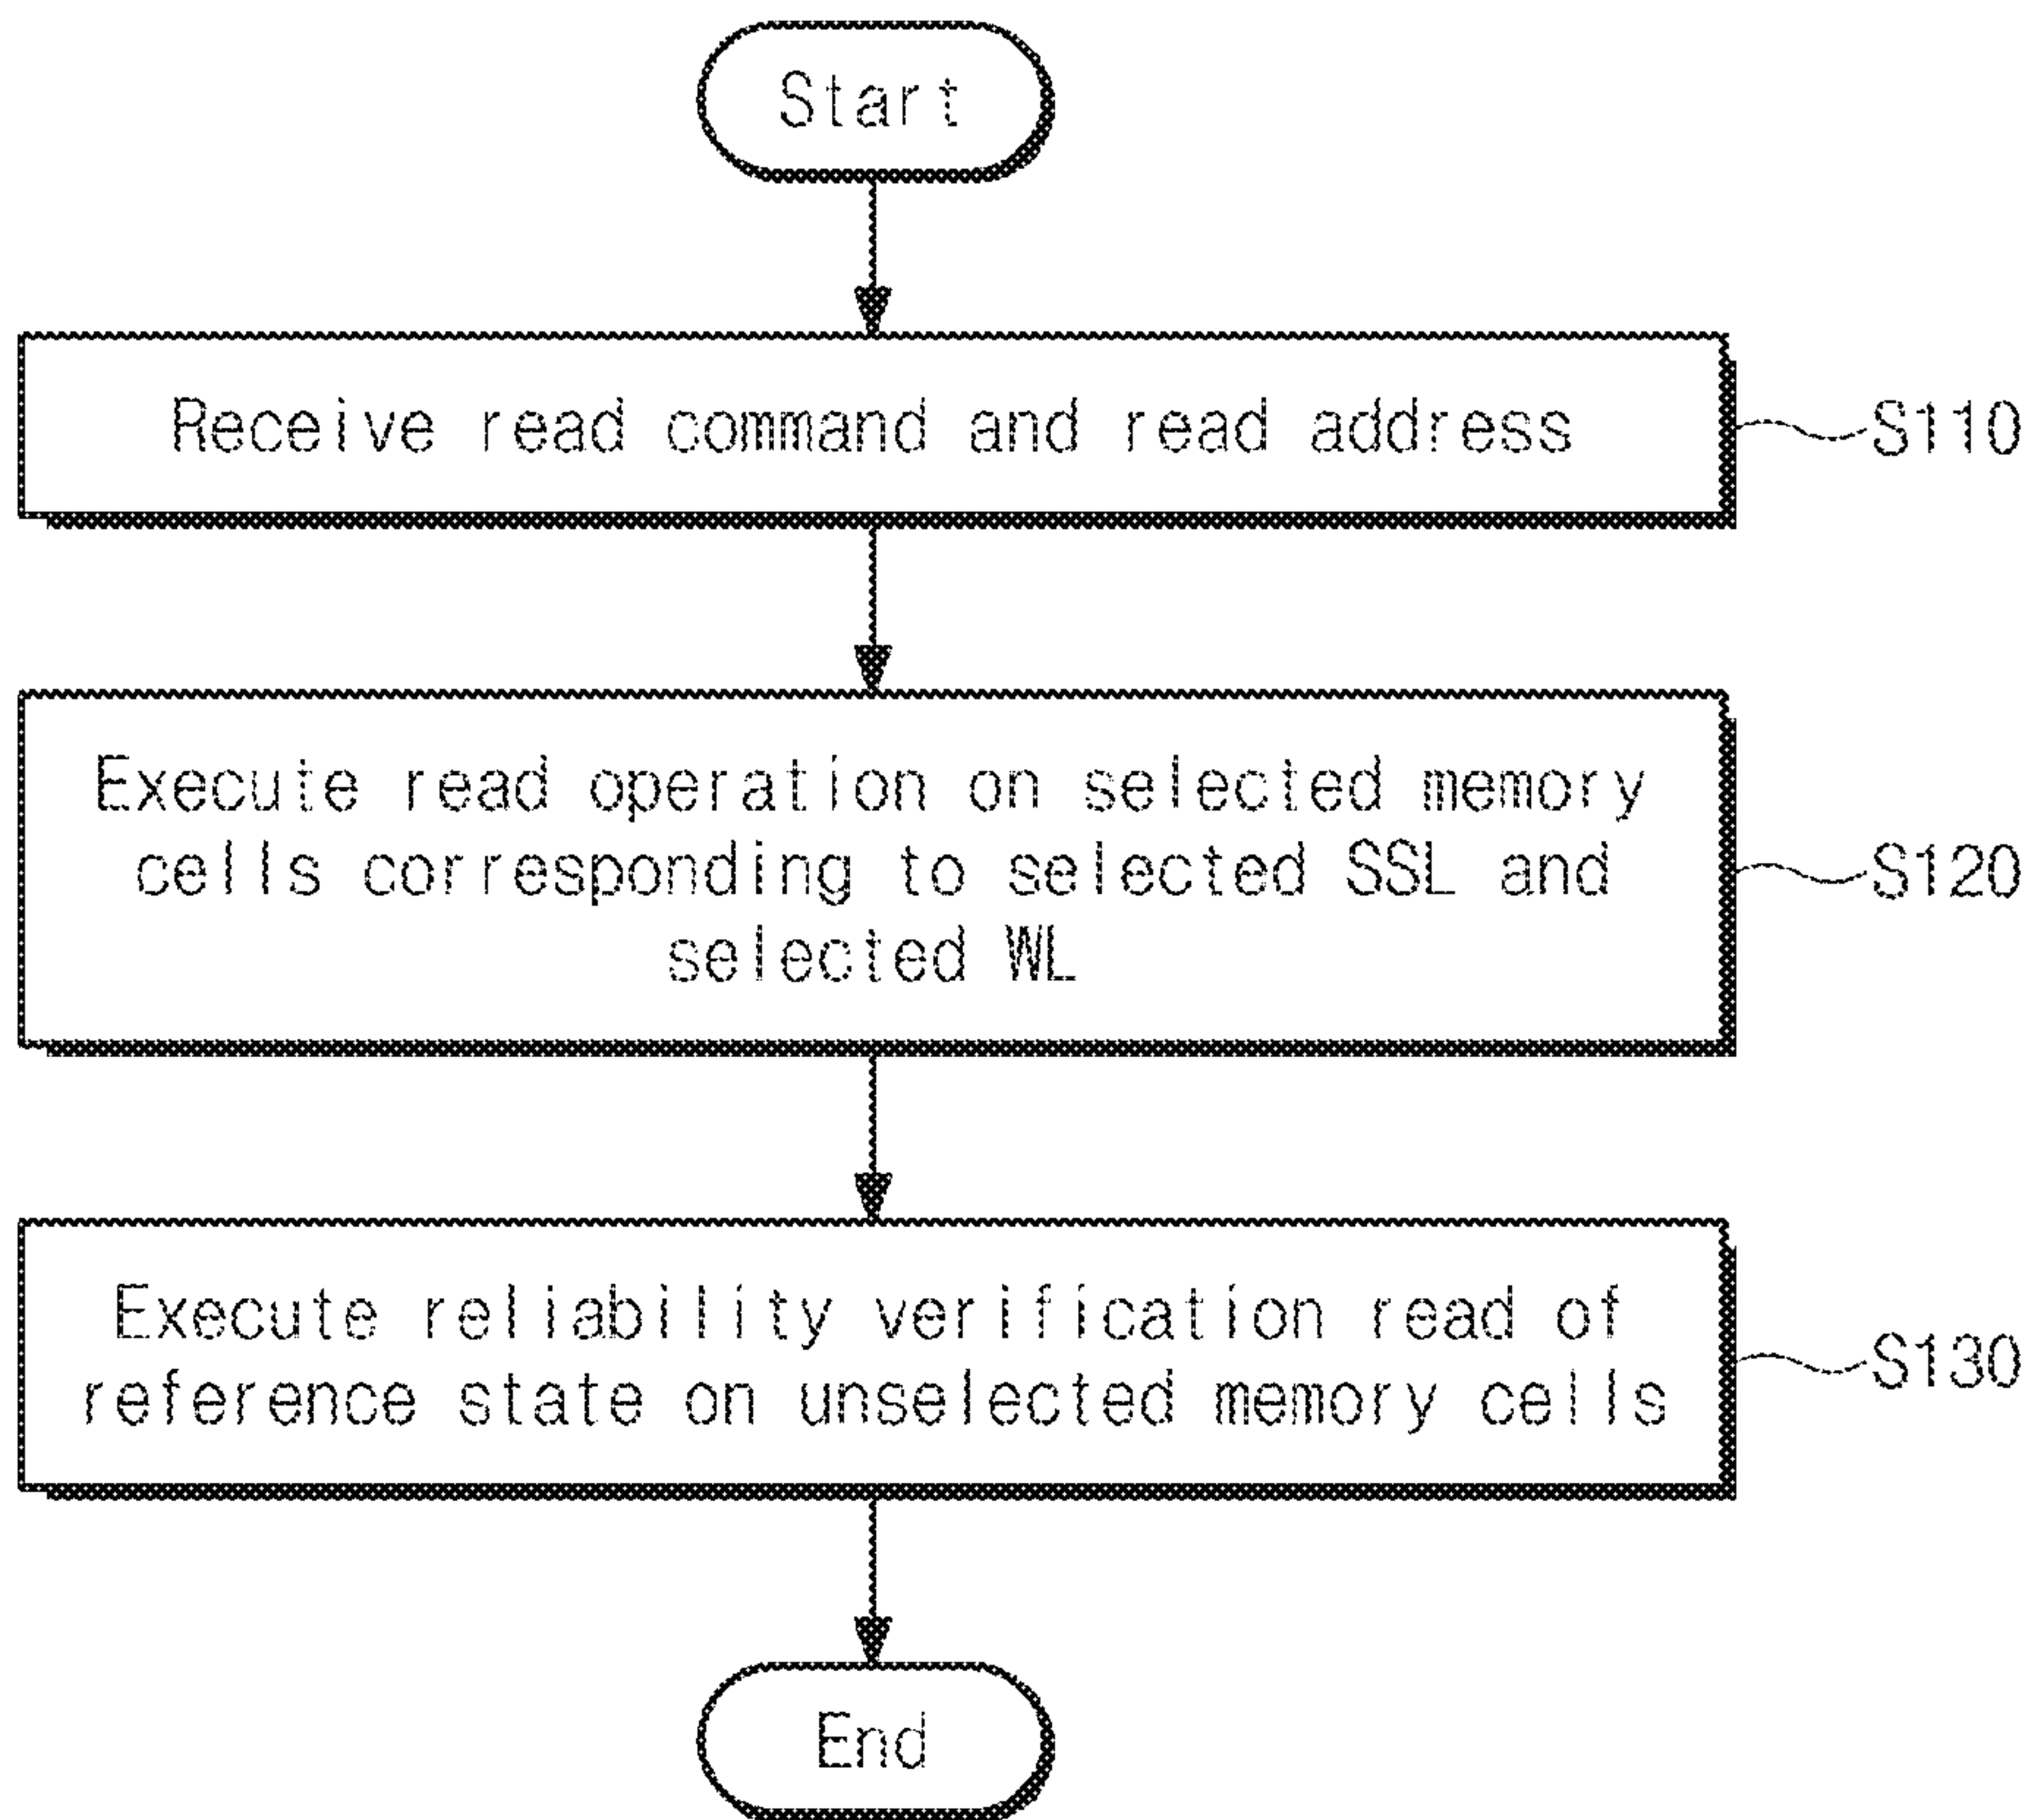 Start
Receive read command and read address
S110
Execute read operation on selected memory
cells corresponding to selected SSL and
selected WL
S120
Execute reliability verification read of
reference state on unselected memory cells
S130
End